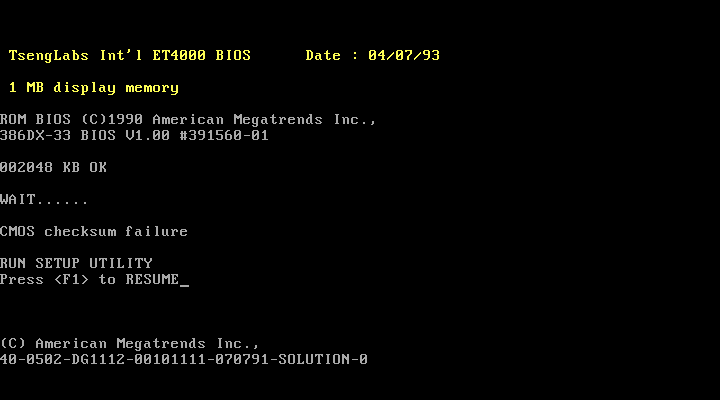 TsengLabs Int'l ET4000 BIOS      Date : 04/07/93
1 MB display memory
ROM BIOS (C)1990 American Megatrends Inc.,
386DX-33 BIOS V1.00 #391560-01
002048 KB OK
WAIT......
CMOS checksum failure
RUN SETUP UTILITY
Press <F1> to RESUME_
(C) American Megatrends Inc.,
40-0502-DG1112-00101111-070791-SOLUTION-0